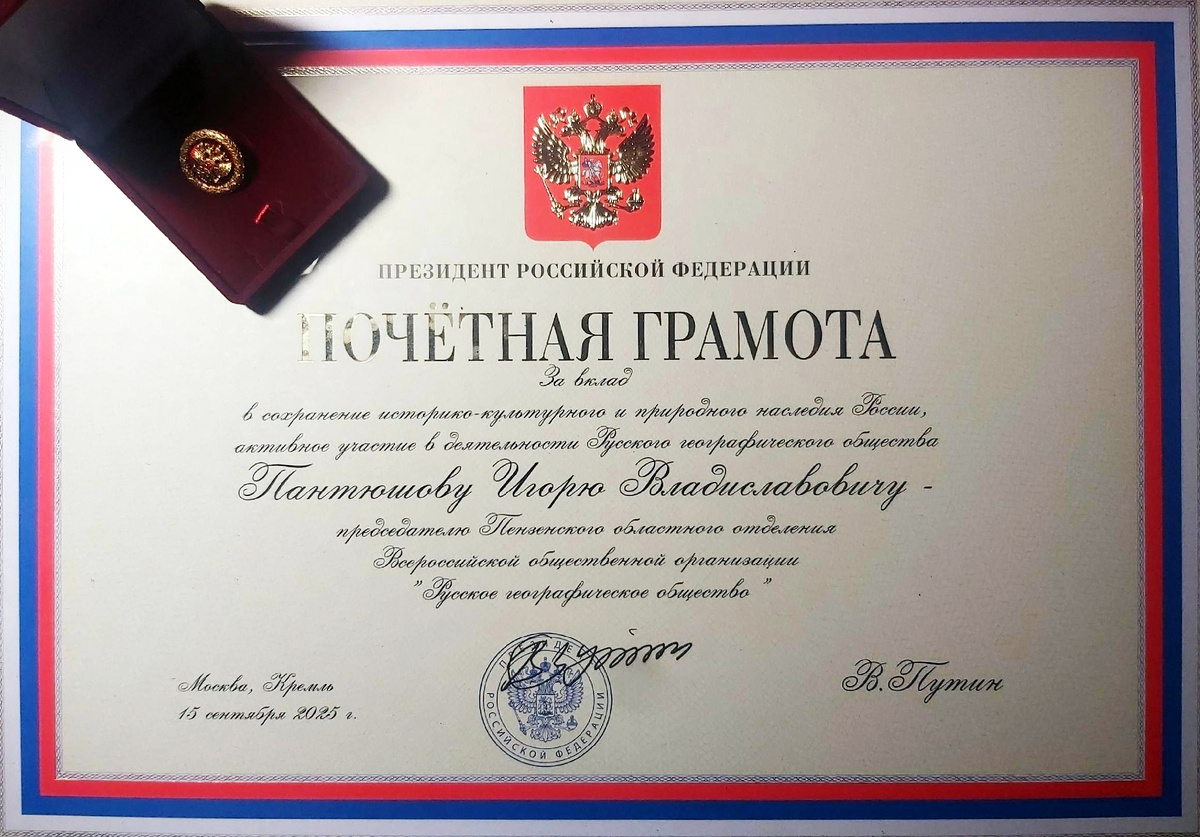 ПРЕЗИДЕНТ РОССИЙСКОЙ ФЕДЕРАЦИИ
ПОЧЁТНАЯ ГРАМОТА
За вклад
в сохранение историко-культурного и природного наследия России,
активное участие в деятельности Русского географического общества
Пантюшову Игорю Владиславовичу -
председателю Пензенского областного отделения
Всероссийской общественной организации
"Русское географическое общество"
Москва, Кремль
15 сентября 2025 г.
РОССИЙСКОЙ ФЕДЕРАЦИИ
В.Путин